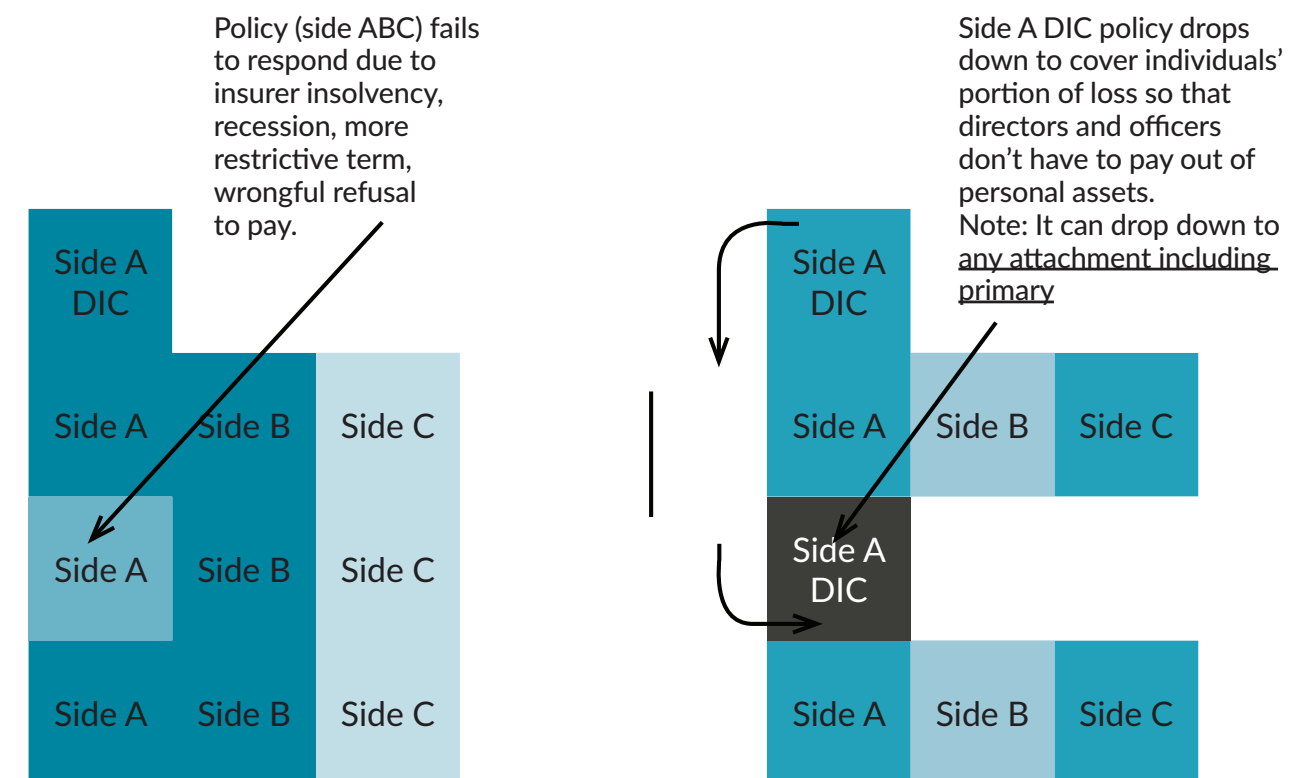 Policy (side ABC) fails
to respond due to
insurer insolvency,
recession, more
restrictive term,
wrongful refusal
to pay.
Side A
DIC
Side A
Side B
Side C
Side A
Side B
Side C
Side A
Side B
Side C
Side A DIC policy drops
down to cover individuals’
portion of loss so that
directors and officers
don’t have to pay out of
personal assets.
Note: It can drop down to
any attachment including
primary
Side A
DIC
Side A
Side B
Side C
Side A
DIC
Side A
Side B
Side C